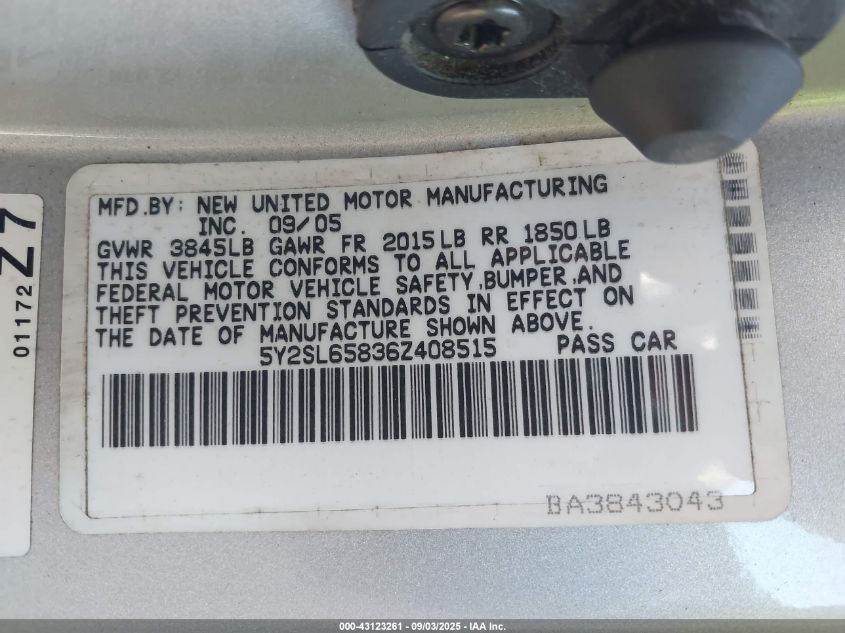 MFD.BY: NEW UNITED MOTOR MANUFACTURING
INC. 09/05
GVWR 3845LB GAWR FR 2015LB RR 1850LB
THIS VEHICLE CONFORMS TO ALL APPLICABLE
FEDERAL MOTOR VEHICLE SAFETY,BUMPER,AND
THEFT PREVENTION STANDARDS IN EFFECT ON
THE DATE OF MANUFACTURE SHOWN ABOVE.
5Y2SL65836Z408515 PASS CAR
BA3843043
01172 Z7
000-43123261 - 09/03/2025 - IAA Inc.